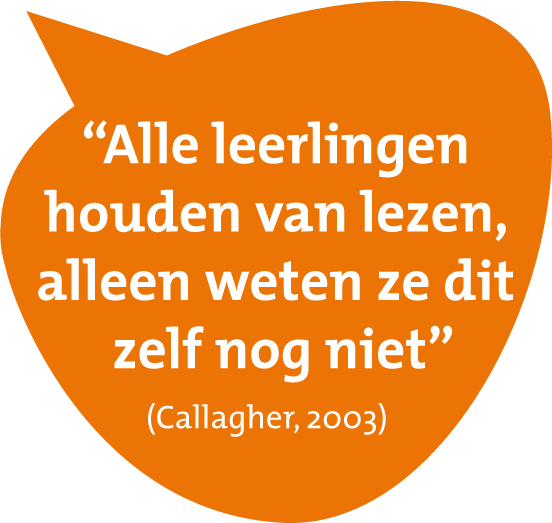 “Alle leerlingen
houden van lezen,
alleen weten ze dit
zelf nog niet”
(Callagher, 2003)